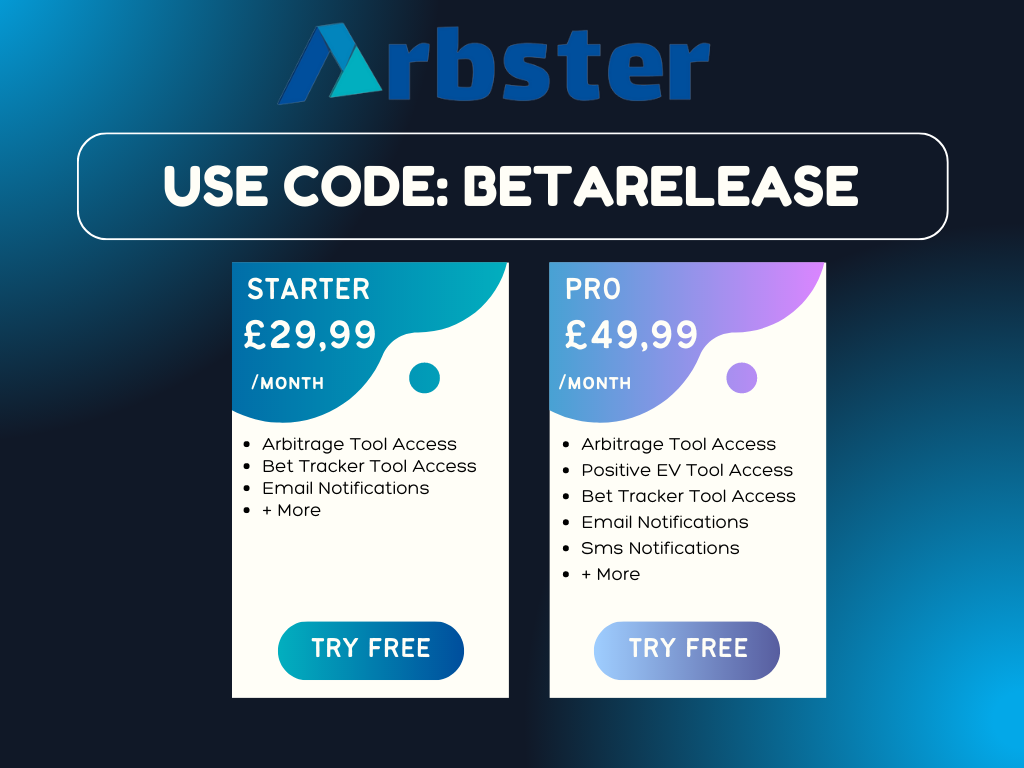 Arbster
USE CODE: BETARELEASE
STARTER
£29,99
/MONTH
• Arbitrage Tool Access
• Bet Tracker Tool Access
• Email Notifications
• + More
TRY FREE
PRO
£49,99
/MONTH
• Arbitrage Tool Access
• Positive EV Tool Access
• Bet Tracker Tool Access
• Email Notifications
• Sms Notifications
• + More
TRY FREE